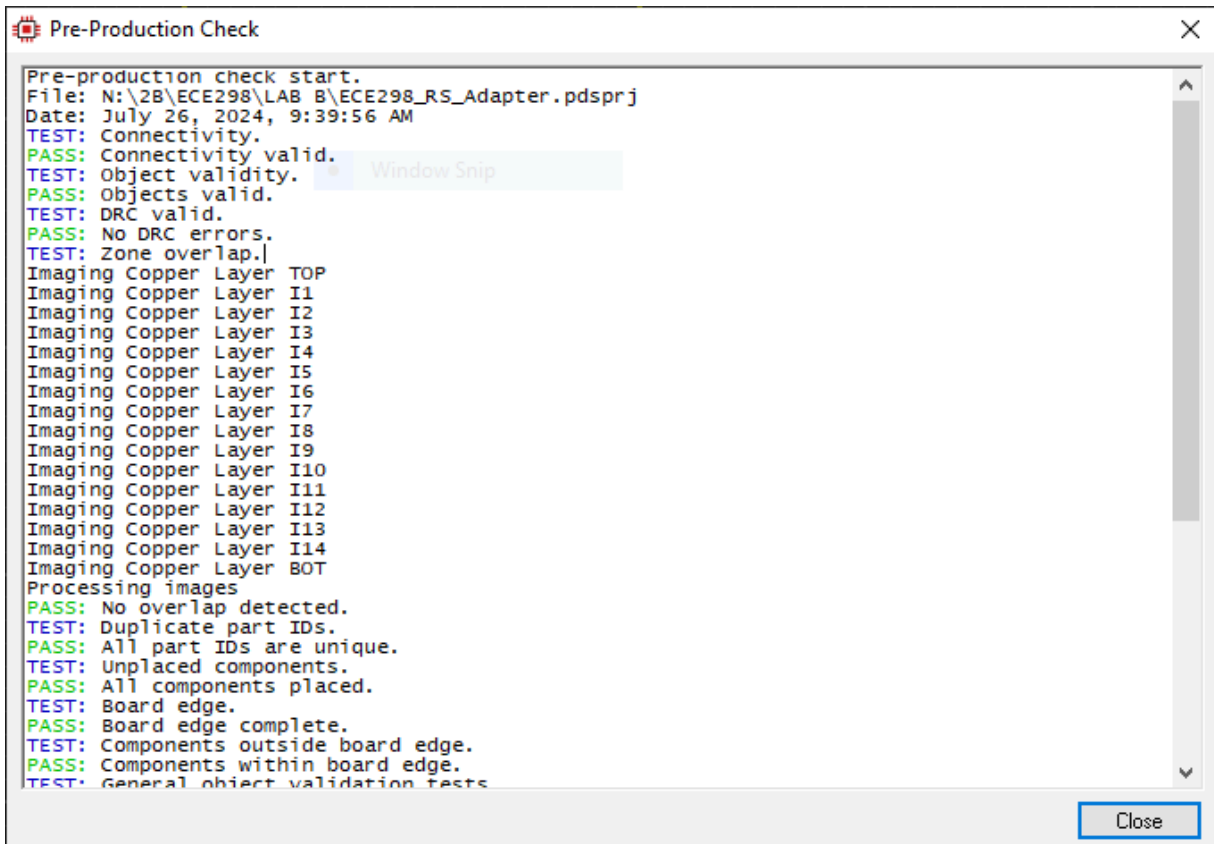 Pre-Production Check
Pre-production check start.
File: N:\2B\ECE298\LAB B\ECE298_RS_Adapter.pdsprj
Date: July 26, 2024, 9:39:56 AM
TEST: Connectivity.
PASS: Connectivity valid.
Window Snip
TEST: Object validity.
PASS: Objects valid.
TEST: DRC valid.
PASS: No DRC errors.
TEST: Zone overlap.
Imaging Copper Layer TOP
Imaging Copper Layer I1
Imaging Copper Layer I2
Imaging Copper Layer I3
Imaging Copper Layer I4
Imaging Copper Layer I5
Imaging Copper Layer I6
Imaging Copper Layer I7
Imaging Copper Layer I8
Imaging Copper Layer I9
Imaging Copper Layer I10
Imaging Copper Layer I11
Imaging Copper Layer I12
Imaging Copper Layer I13
Imaging Copper Layer I14
Imaging Copper Layer BOT
Processing images
PASS: No overlap detected.
TEST: Duplicate part IDs.
PASS: All part IDs are unique.
TEST: Unplaced components.
PASS: All components placed.
TEST: Board edge.
PASS: Board edge complete.
TEST: Components outside board edge.
PASS: Components within board edge.
TEST: General object validation tests
Close